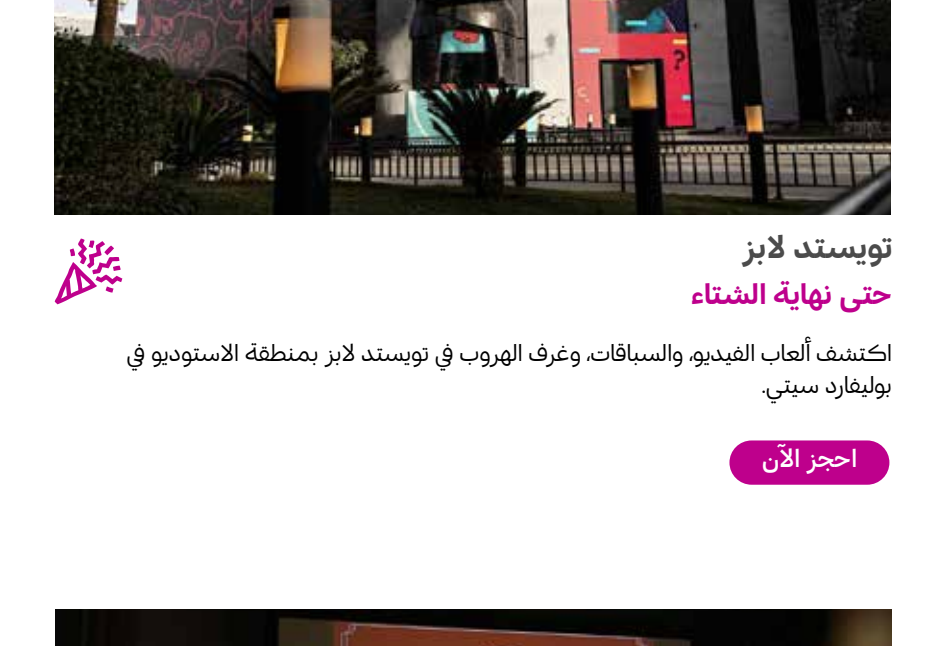 ?
تويستد لابز
حتى نهاية الشتاء
اكتشف ألعاب الفيديو، والسباقات، وغرف الهروب في تويستد لابز بمنطقة الاستوديو في
بوليفارد سيتي.
احجز الآن